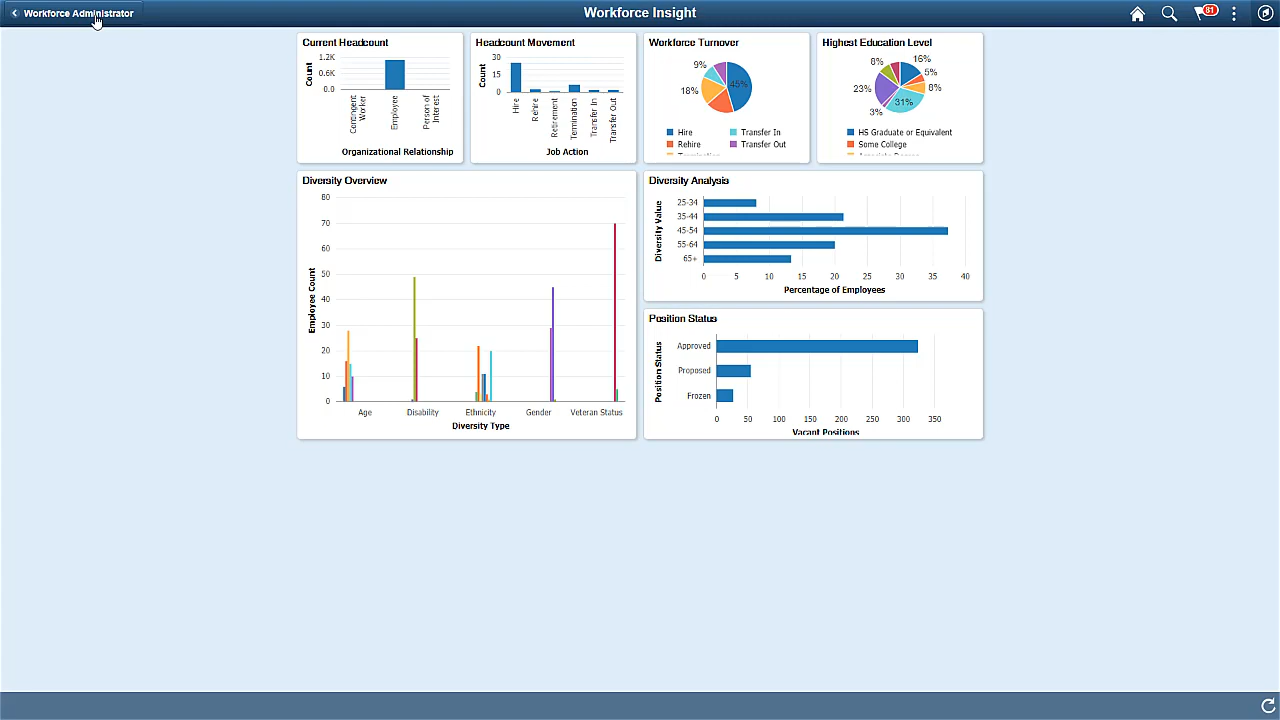 Workforce Administrator
Workforce Insight
81
Current Headcount
Count
1.2K
0.6K
0.0
Contingent Worker
Employee
Person of Interest
Organizational Relationship
Headcount Movement
Count
30
15
0
Hire
Rehire
Retirement
Termination
Transfer In
Transfer Out
Job Action
Workforce Turnover
9%
45%
18%
Hire
Transfer In
Rehire
Transfer Out
Highest Education Level
8%
16%
5%
8%
23%
31%
3%
HS Graduate or Equivalent
Some College
Diversity Overview
Employee Count
80
70
60
50
40
30
20
10
0
Age
Disability
Ethnicity
Gender
Veteran Status
Diversity Type
Diversity Analysis
Diversity Value
25-34
35-44
45-54
55-64
65+
0 5 10 15 20 25 30 35 40
Percentage of Employees
Position Status
Position Status
Approved
Proposed
Frozen
0 50 100 150 200 250 300 350
Vacant Positions